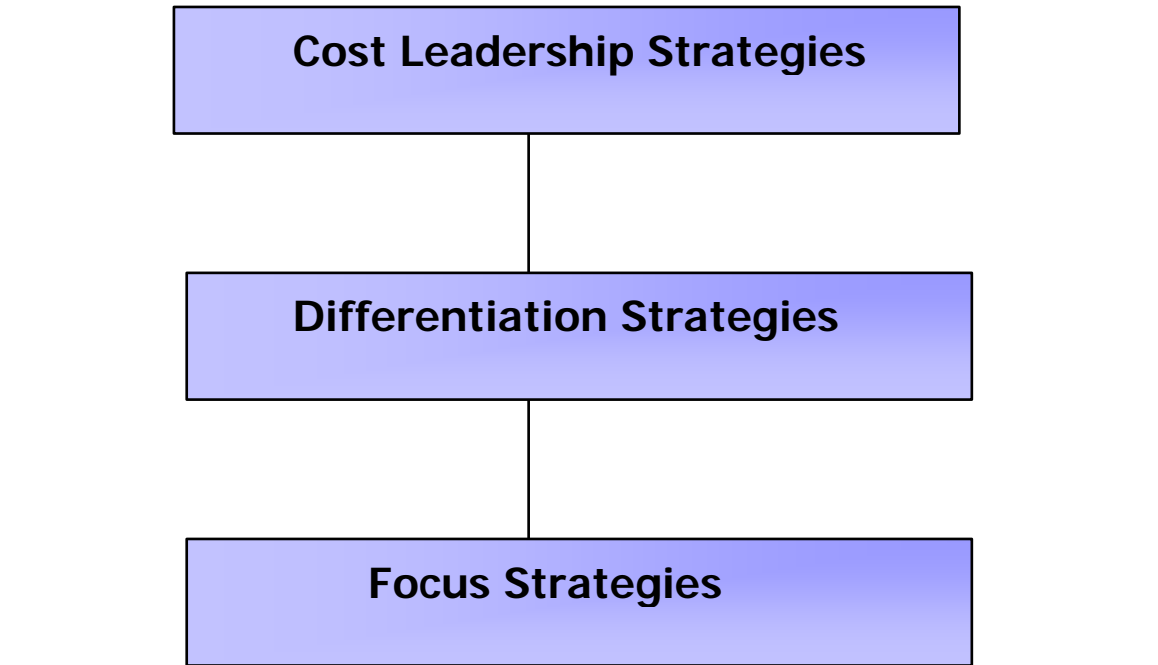 Cost Leadership Strategies
Differentiation Strategies
Focus Strategies